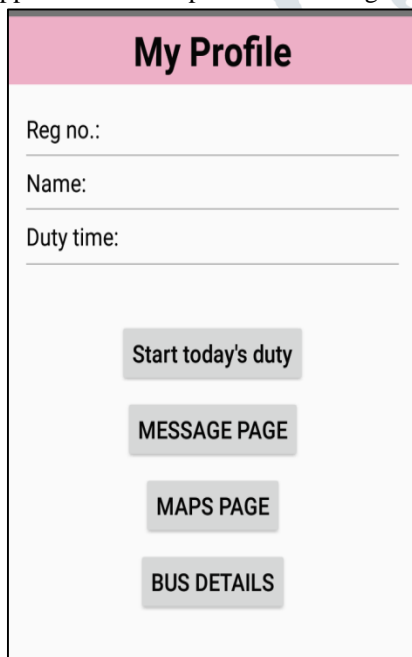 My Profile
Reg no.:
Name:
Duty time:
Start today's duty
MESSAGE PAGE
MAPS PAGE
BUS DETAILS